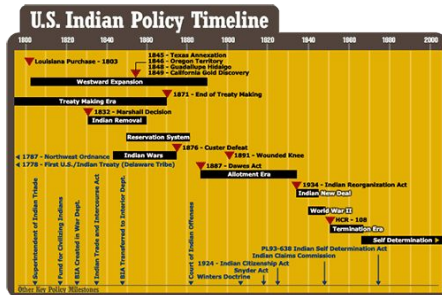 U.S. Indian Policy Timeline
1800 1820 1840 1860 1880 1900 1920 1940 1960 1980 2000
Louisiana Purchase - 1803
1845 - Texas Annexation
1846 - Oregon Territory
1848 - Guadalupe Hidalgo
1849 - California Gold Discovery
Westward Expansion
1871 - End of Treaty Making
Treaty Making Era
1832 - Marshall Decision
Indian Removal
Reservation System
1876 - Custer Defeat
1787 - Northwest Ordnance
Indian Wars
1891 - Wounded Knee
1778 - First U.S./Indian Treaty (Delaware Tribe)
1887 - Dawes Act
Allotment Era
1934 - Indian Reorganization Act
Indian New Deal
World War II
HCR - 108
Termination Era
Self Determination
PL93-638 Indian Self Determination Act
Indian Claims Commission
1924 - Indian Citizenship Act
Snyder Act
Winters Doctrine
Superintendent of Indian Triade
Fund for Civilizing Indians
BIA Created in War Dept.
Indian Trade and Intercourse Act
BIA Transferred to Interior Dept.
Court of Indian Offenses
Other Key Policy Milestones